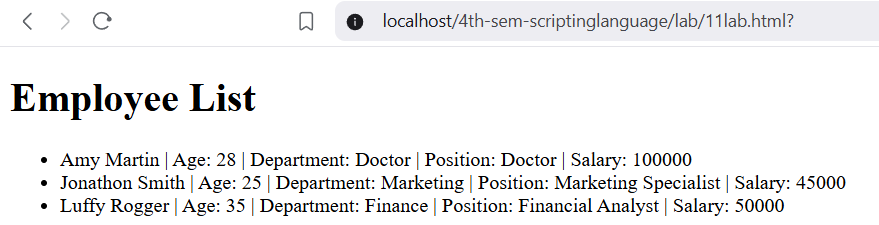 localhost/4th-sem-scriptinglanguage/lab/11lab.html?
Employee List
• Amy Martin | Age: 28 | Department: Doctor | Position: Doctor | Salary: 100000
• Jonathon Smith | Age: 25 | Department: Marketing | Position: Marketing Specialist | Salary: 45000
• Luffy Rogger | Age: 35 | Department: Finance | Position: Financial Analyst | Salary: 50000